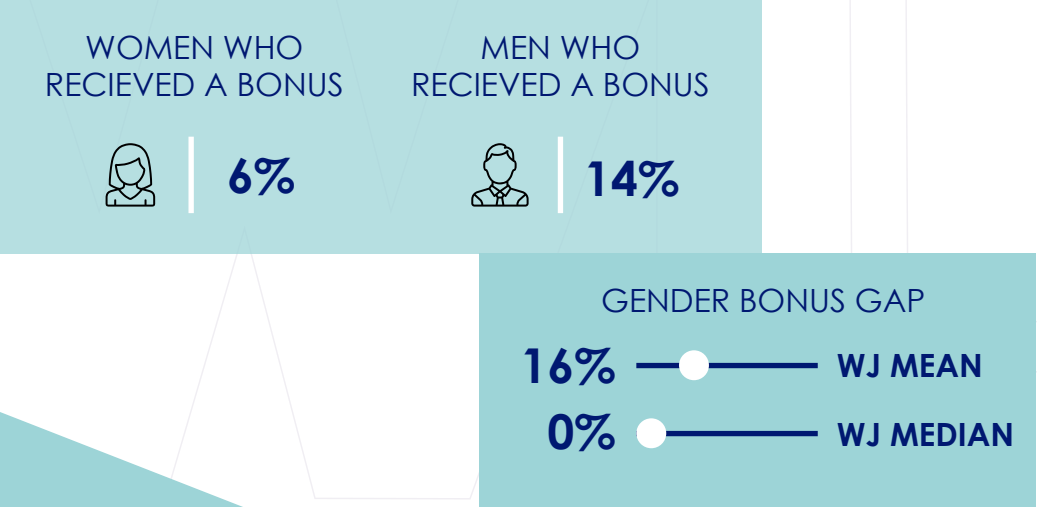 WOMEN WHO
RECIEVED A BONUS
6%
MEN WHO
RECIEVED A BONUS
14%
GENDER BONUS GAP
16% WJ MEAN
0% WJ MEDIAN